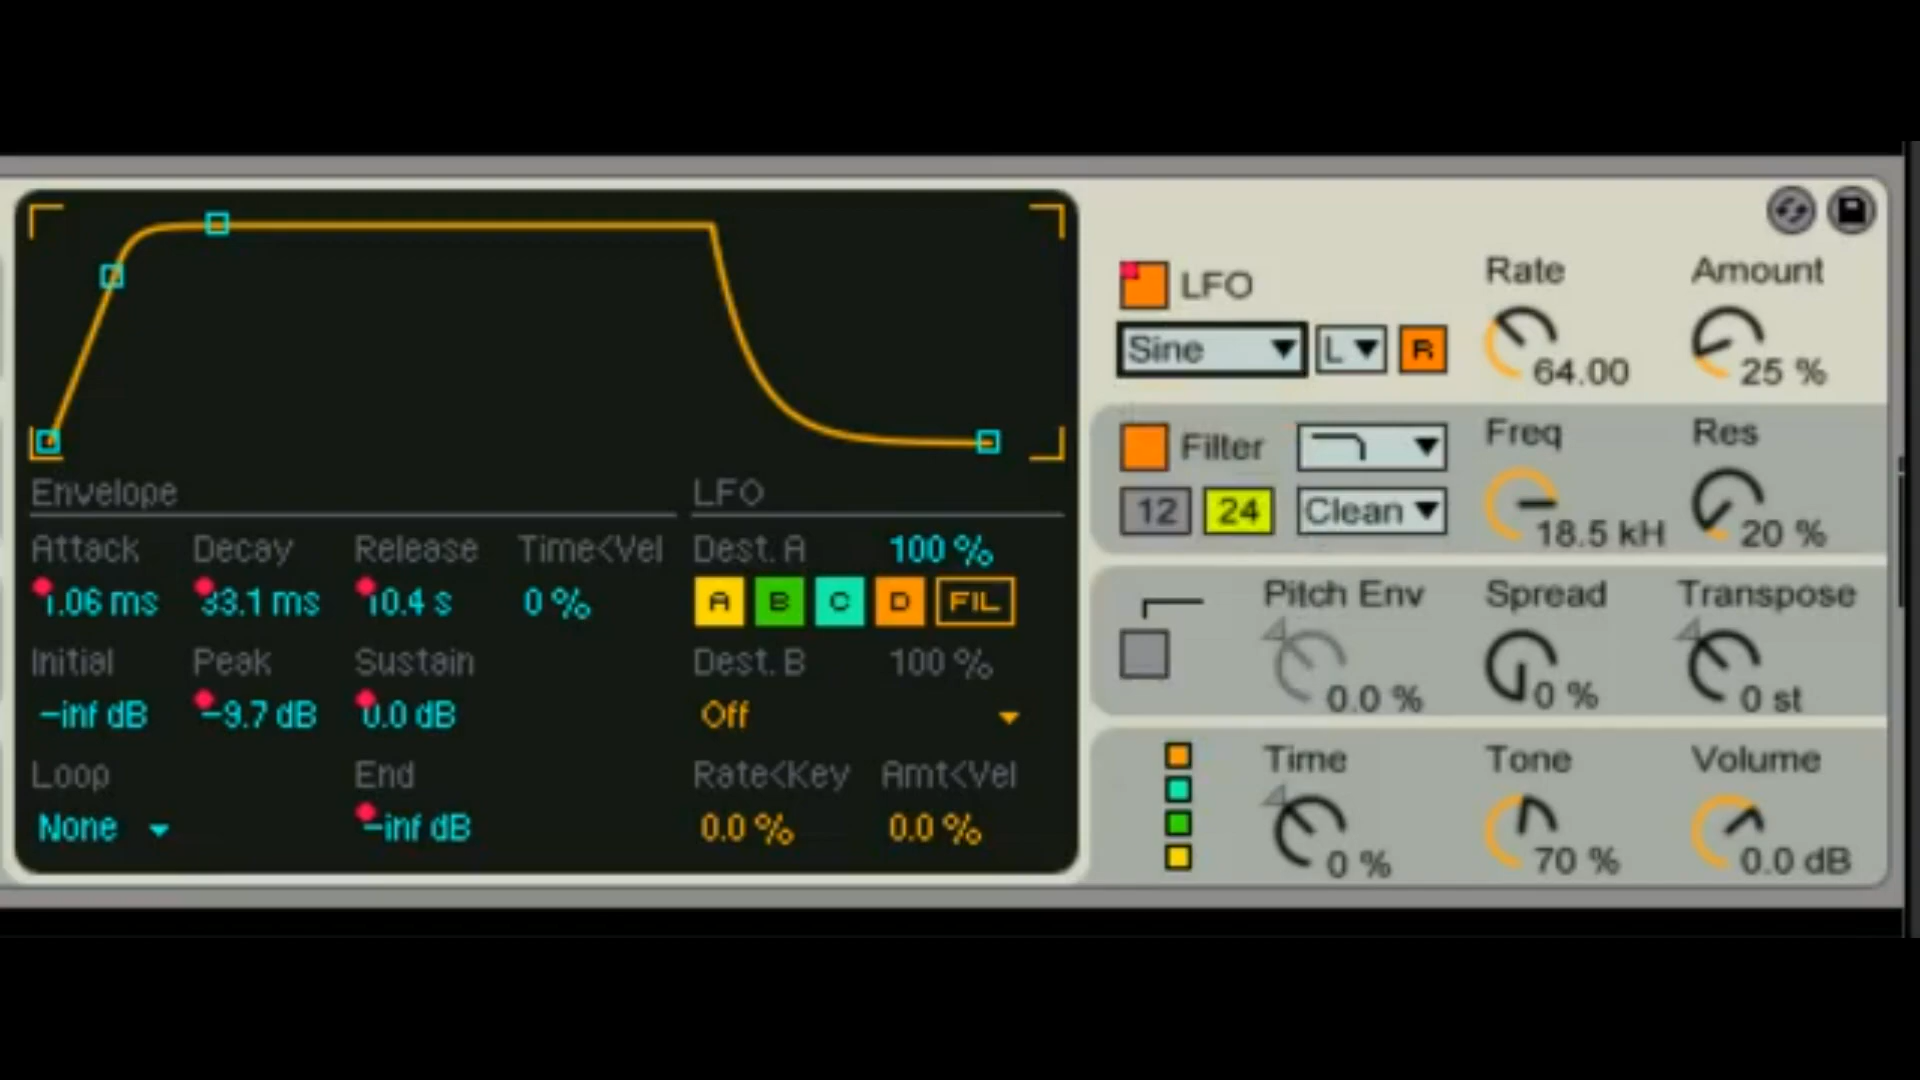 Envelope
Attack Decay Release Time<Vel
1.06 ms 33.1 ms 10.4 s 0 %
Initial Peak Sustain
-inf dB -9.7 dB 0.0 dB
Loop End
None -inf dB
LFO
Dest. A 100 %
A B C D FIL
Dest. B 100 %
Off
Rate<Key Amt<Vel
0.0 % 0.0 %
LFO Rate Amount
Sine L R 64.00 25 %
Filter Freq Res
12 24 Clean 18.5 kH 20 %
Pitch Env Spread Transpose
0.0 % 0 % 0 st
Time Tone Volume
0 % 70 % 0.0 dB